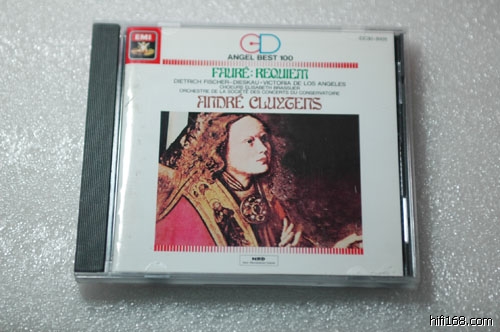 EMI
CD
ANGEL BEST 100
FAURÉ: REQUIEM
DIETRICH FISCHER-DIESKAU · VICTORIA DE LOS ANGELES
CHOEURS ELISABETH BRASSEUR
ORCHESTRE DE LA SOCIÉTÉ DES CONCERTS DU CONSERVATOIRE
ANDRÉ CLUYTENS
hifi168.com